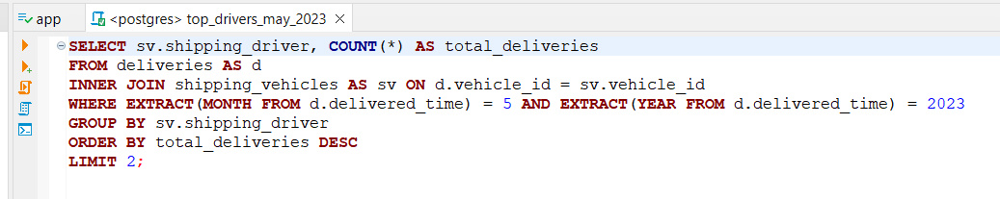 app
<postgres> top_drivers_may_2023
SELECT sv.shipping_driver, COUNT(*) AS total_deliveries
FROM deliveries AS d
INNER JOIN shipping_vehicles AS sv ON d.vehicle_id = sv.vehicle_id
WHERE EXTRACT(MONTH FROM d.delivered_time) = 5 AND EXTRACT(YEAR FROM d.delivered_time) = 2023
GROUP BY sv.shipping_driver
ORDER BY total_deliveries DESC
LIMIT 2;